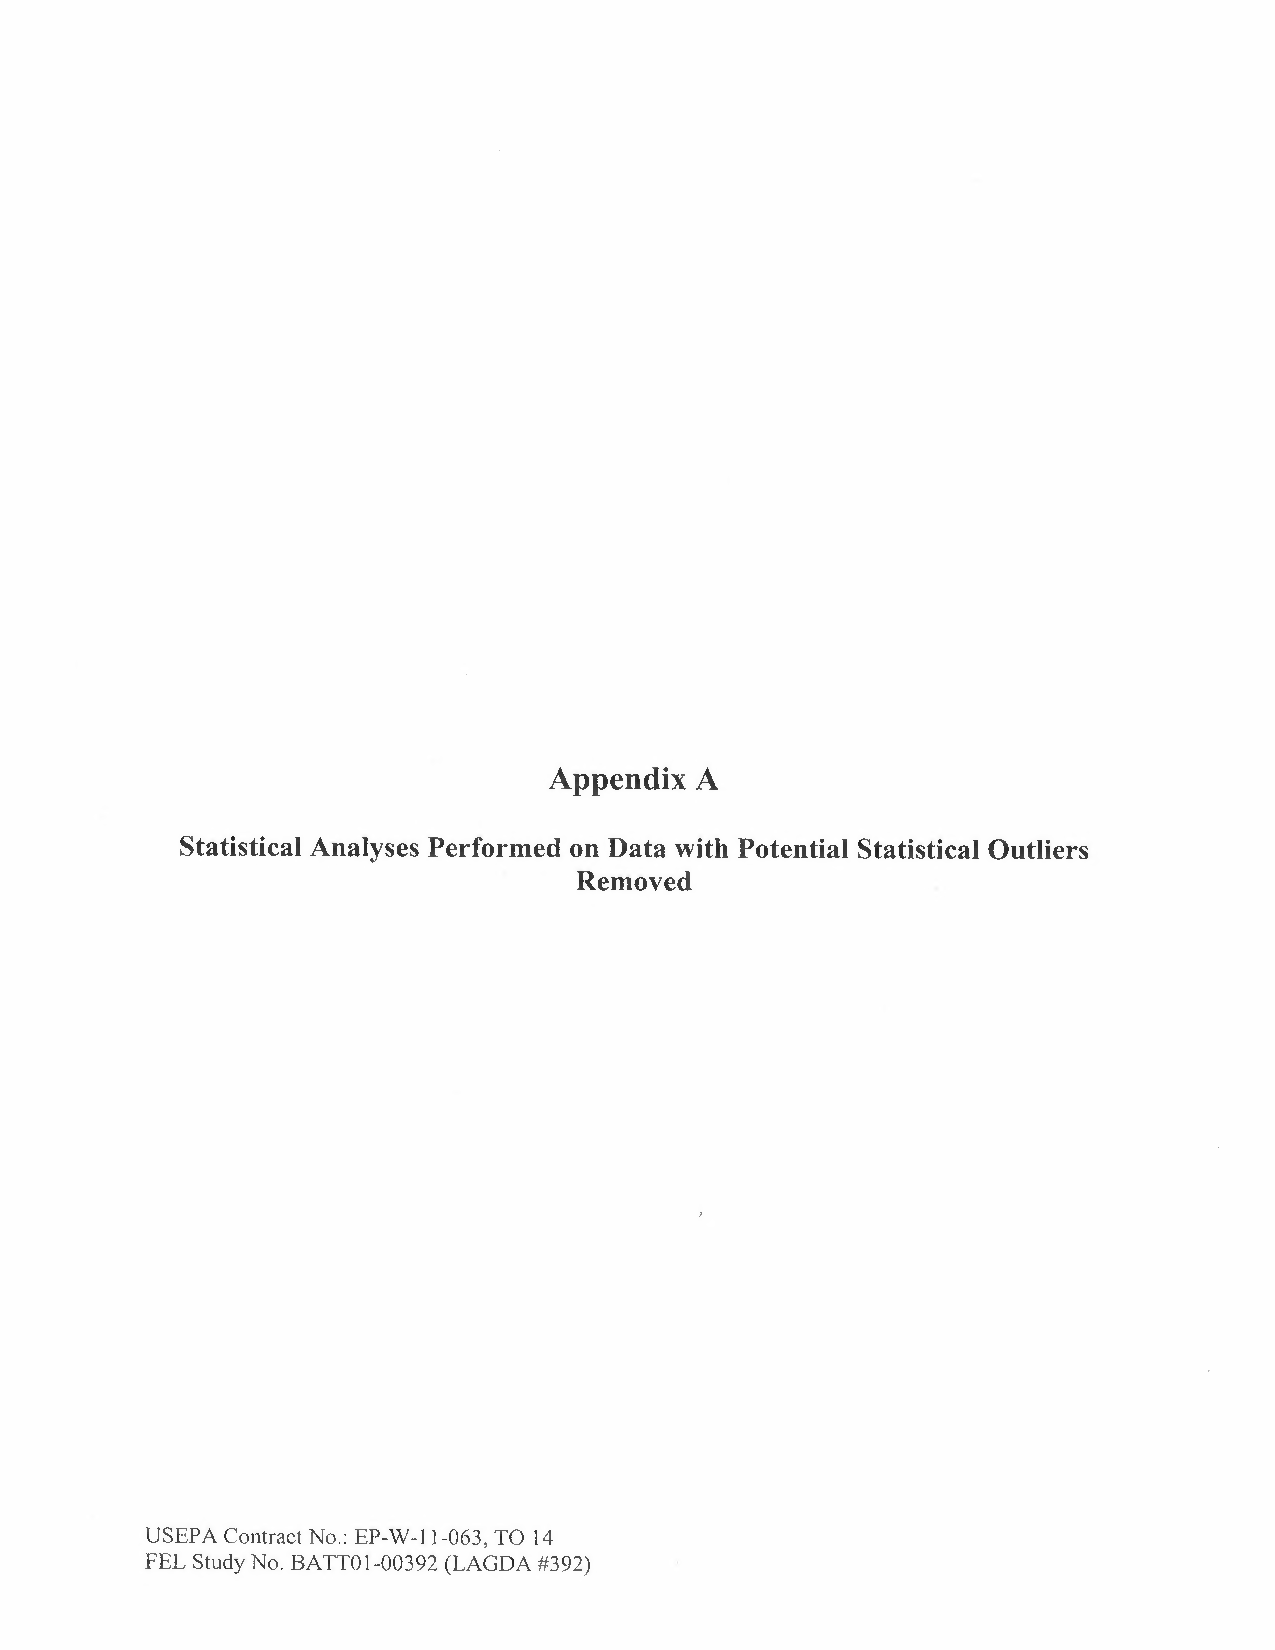 Appendix A
Statistical Analyses Performed on Data with Potential Statistical Outliers
Removed
USEPA Contract No.: EP-W-11-063, TO 14
FEL Study No. BATT01-00392 (LAGDA #392)